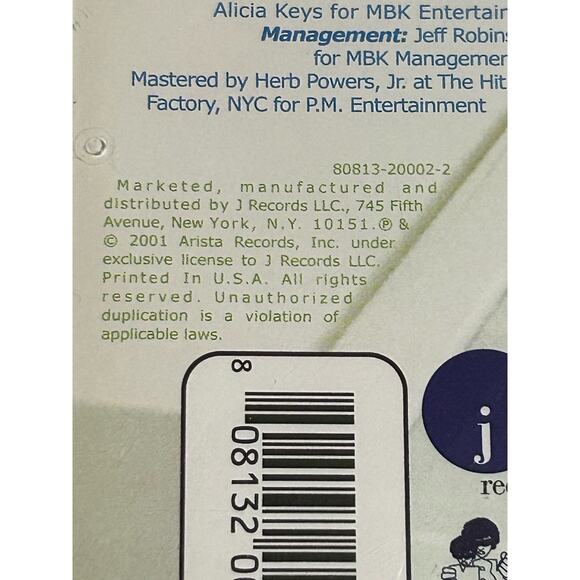 Alicia Keys for MBK Entertain
Management: Jeff Robins
for MBK Managemen
Mastered by Herb Powers, Jr. at The Hit
Factory, NYC for P.M. Entertainment
80813-20002-2
Marketed, manufactured and
distributed by J Records LLC., 745 Fifth
Avenue, New York, N.Y. 10151.℗ &
© 2001 Arista Records, Inc. under
exclusive license to J Records LLC.
Printed In U.S.A. All rights
reserved. Unauthorized
duplication is a violation of
applicable laws.
8
08132 00
j
rec